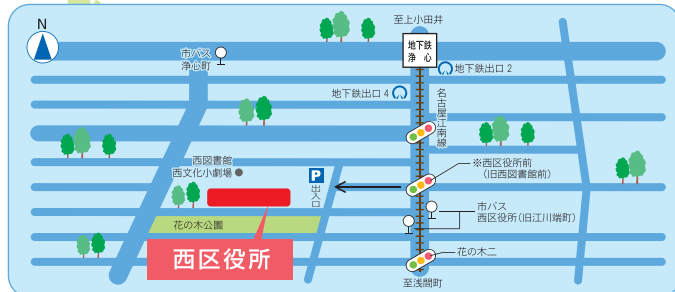 N
至上小田井
地下鉄
浄心
市バス
浄心町
地下鉄出口 2
地下鉄出口 4
名古屋江南線
西図書館
西文化小劇場
P
出入口
※西区役所前
（旧西図書館前）
市バス
西区役所（旧江川端町）
花の木公園
西区役所
花の木二
至浅間町